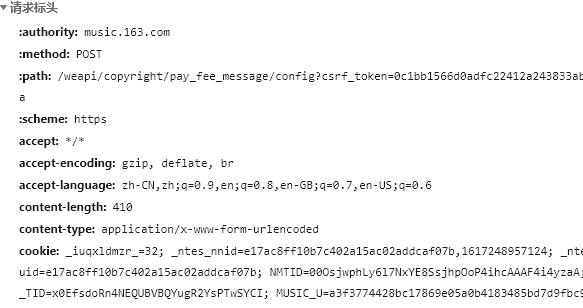 请求标头
:authority: music.163.com
:method: POST
:path: /weapi/copyright/pay_fee_message/config?csrf_token=0c1bb1566d0adfc22412a243833ab
a
:scheme: https
accept: */*
accept-encoding: gzip, deflate, br
accept-language: zh-CN,zh;q=0.9,en;q=0.8,en-GB;q=0.7,en-US;q=0.6
content-length: 410
content-type: application/x-www-form-urlencoded
cookie: _iuqxldmzr_=32; _ntes_nnid=e17ac8ff10b7c402a15ac02addcaf07b,1617248957124; _ntes
uid=e17ac8ff10b7c402a15ac02addcaf07b; NMTID=00OsjwphLy6l7NxYE8SsjhpOoP4ihcAAAF4i4yzaA;
_TID=x0EfsdoRn4NEQUBVBQYugR2YsPTwSYCI; MUSIC_U=a3f3774428bc17869e05a0b4183485bd7d9fbc